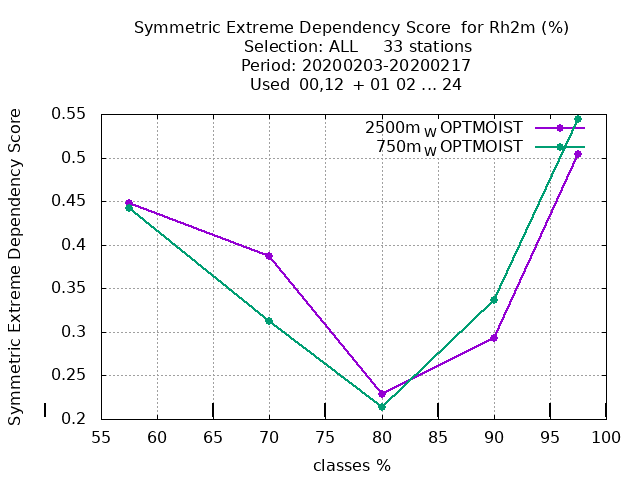 Symmetric Extreme Dependency Score for Rh2m (%)
Selection: ALL 33 stations
Period: 20200203-20200217
Used 00,12 + 01 02 ... 24
Symmetric Extreme Dependency Score
0.55
0.5
0.45
0.4
0.35
0.3
0.25
0.2
2500m W OPTMOIST
750m W OPTMOIST
55 60 65 70 75 80 85 90 95 100
classes %